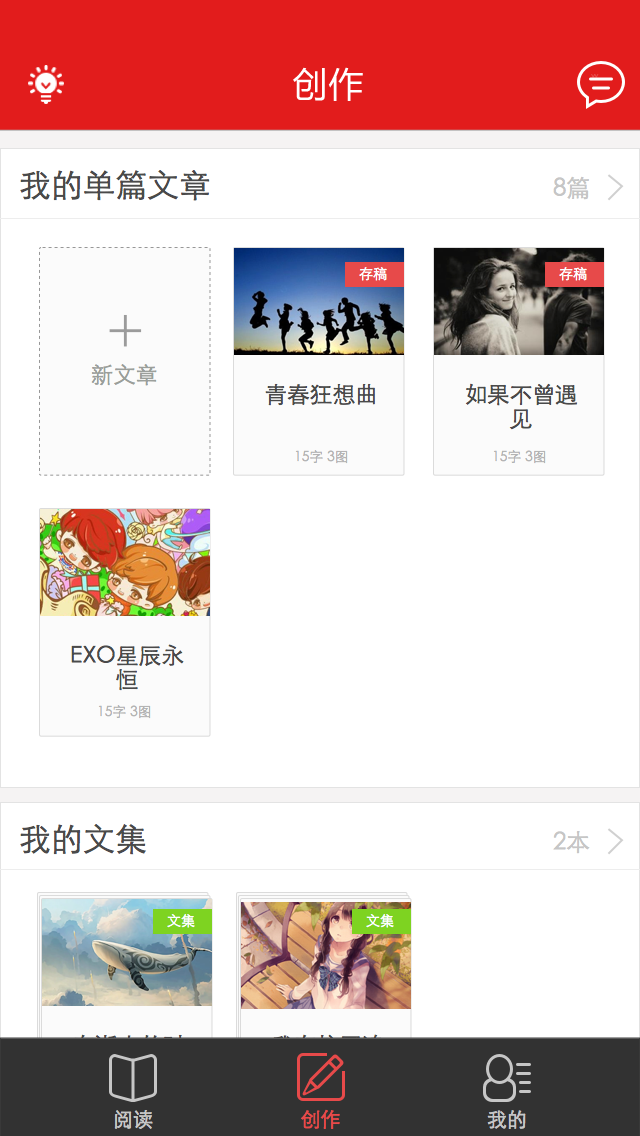 创作
我的单篇文章
8篇
新文章
存稿
青春狂想曲
15字 3图
存稿
如果不曾遇
见
15字 3图
EXO星辰永
恒
15字 3图
我的文集
2本
文集
文集
阅读
创作
我的